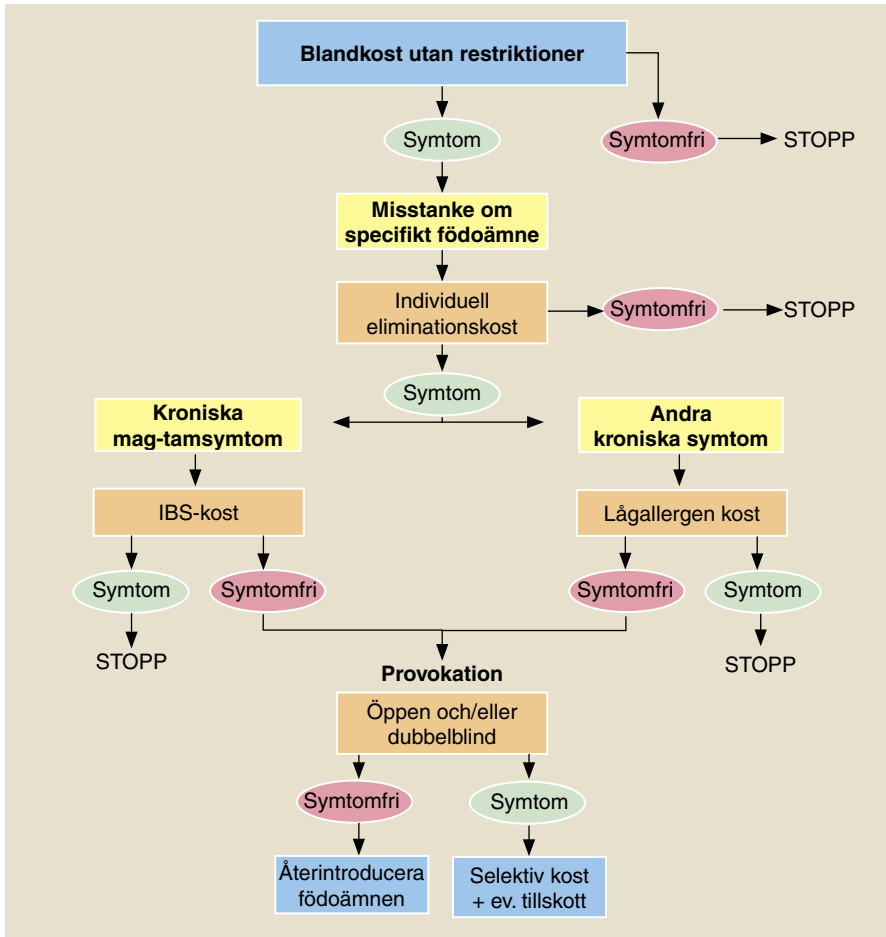 Blandkost utan restriktioner
Symtom
Symtomfri
STOPP
Misstanke om
specifikt födoämne
Individuell
eliminationskost
Symtomfri
STOPP
Symtom
Kroniska
mag-tamsymtom
Andra
kroniska symtom
IBS-kost
Lågallergen kost
Symtom
Symtomfri
Symtomfri
Symtom
STOPP
STOPP
Provokation
Öppen och/eller
dubbelblind
Symtomfri
Symtom
Återintroducera
födoämnen
Selektiv kost
+ ev. tillskott